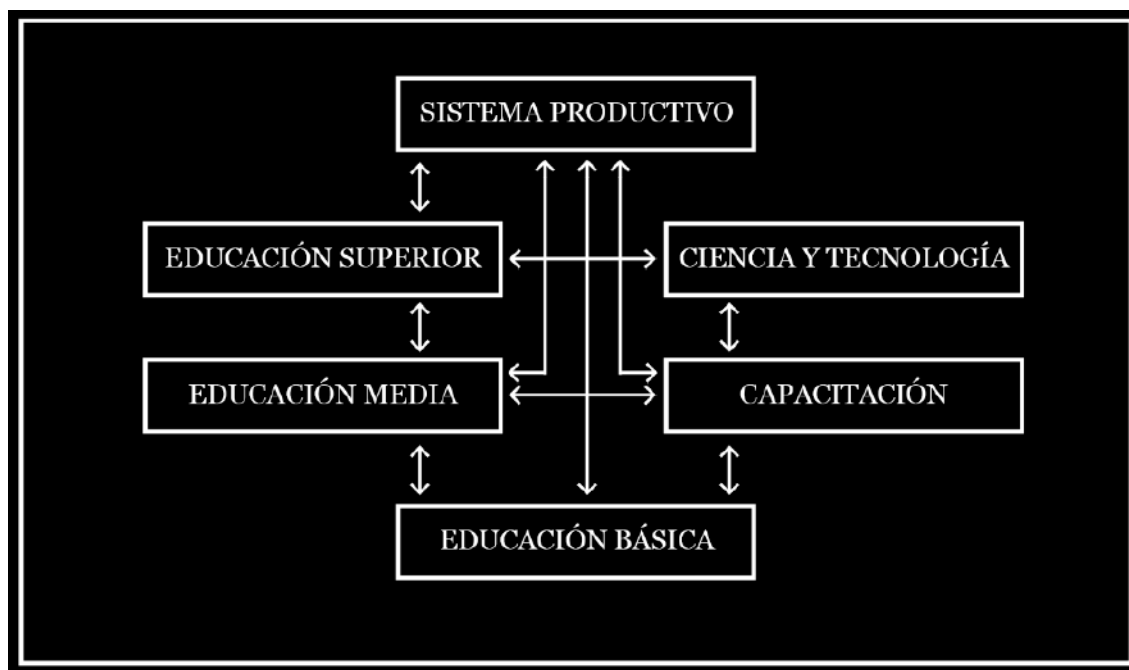 SISTEMA PRODUCTIVO
EDUCACIÓN SUPERIOR
CIENCIA Y TECNOLOGÍA
EDUCACIÓN MEDIA
CAPACITACIÓN
EDUCACIÓN BÁSICA